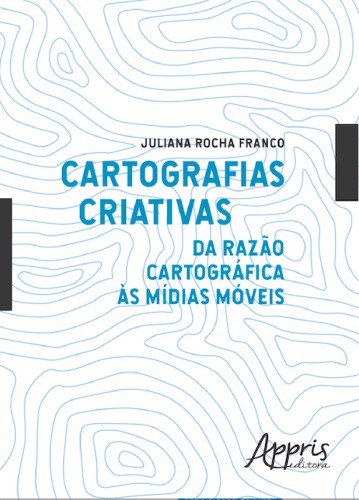 JULIANA ROCHA FRANCO
CARTOGRAFIAS
CRIATIVAS
DA RAZÃO
CARTOGRÁFICA
ÀS MÍDIAS MÓVEIS
Appris
editora